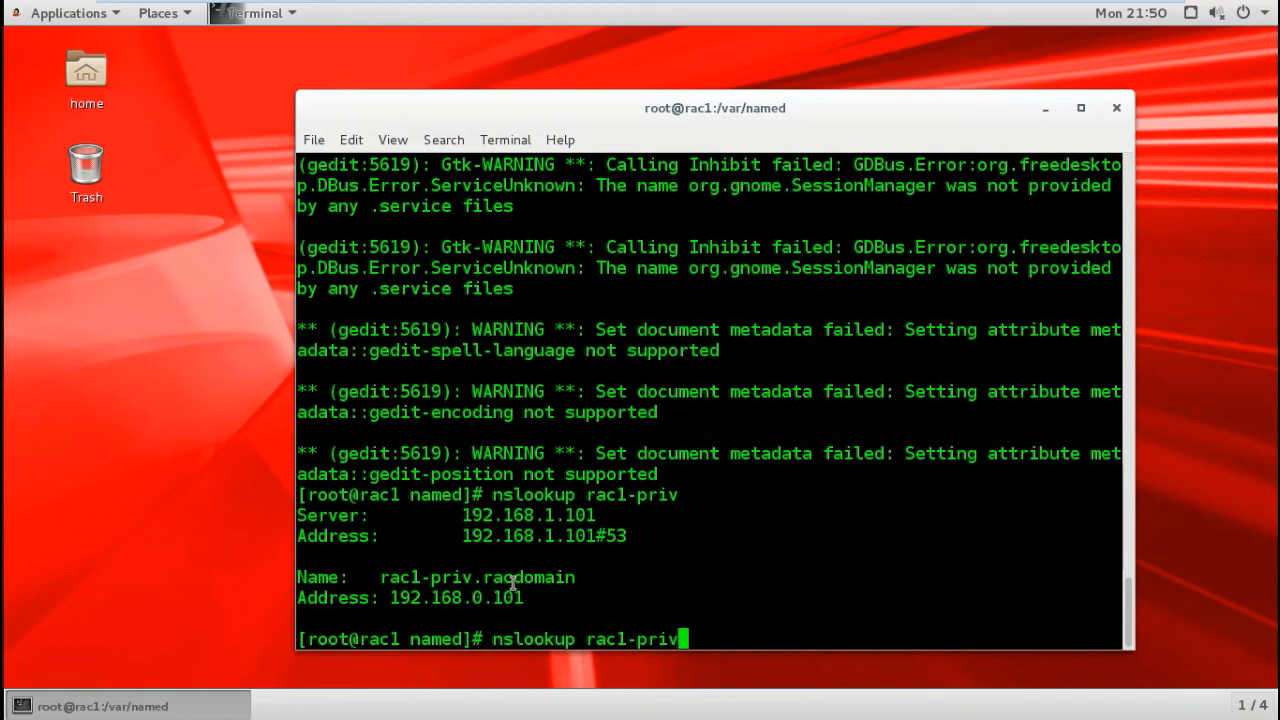 Applications Places Terminal Mon 21:50
home
Trash
root@rac1:/var/named
File Edit View Search Terminal Help
(gedit:5619): Gtk-WARNING **: Calling Inhibit failed: GDBus.Error:org.freedeskto
p.DBus.Error.ServiceUnknown: The name org.gnome.SessionManager was not provided
by any .service files
(gedit:5619): Gtk-WARNING **: Calling Inhibit failed: GDBus.Error:org.freedeskto
p.DBus.Error.ServiceUnknown: The name org.gnome.SessionManager was not provided
by any .service files
** (gedit:5619): WARNING **: Set document metadata failed: Setting attribute met
adata::gedit-spell-language not supported
** (gedit:5619): WARNING **: Set document metadata failed: Setting attribute met
adata::gedit-encoding not supported
** (gedit:5619): WARNING **: Set document metadata failed: Setting attribute met
adata::gedit-position not supported
[root@rac1 named]# nslookup rac1-priv
Server: 192.168.1.101
Address: 192.168.1.101#53
Name: rac1-priv.racdomain
Address: 192.168.0.101
[root@rac1 named]# nslookup rac1-priv
root@rac1:/var/named 1 / 4